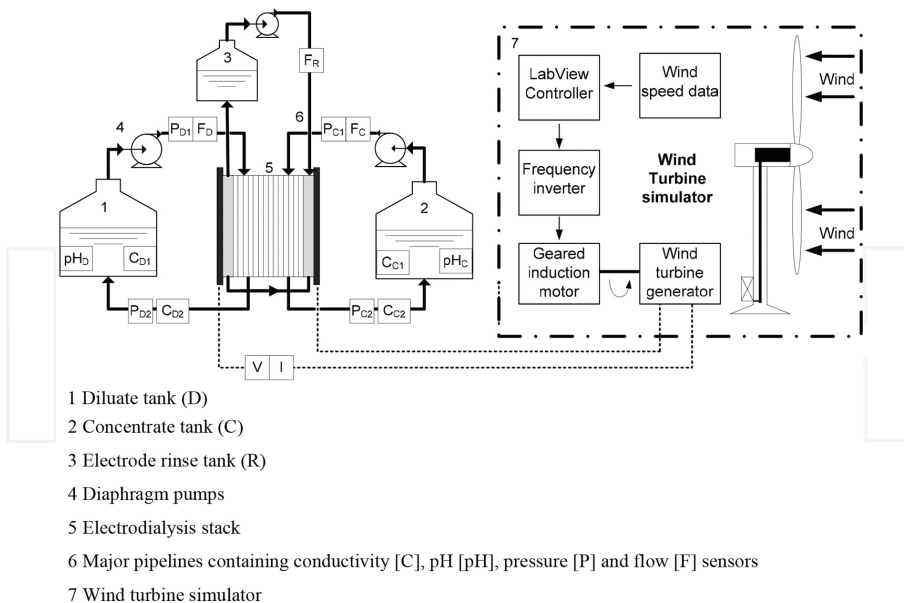 7
3
F_R
LabView
Controller
Wind
speed data
Wind
4
P_D1 F_D
6
P_C1 F_C
5
Frequency
inverter
Wind
Turbine
simulator
1
2
pH_D C_D1
C_C1 pH_C
Wind
Geared
induction
motor
Wind
turbine
generator
P_D2 C_D2
P_C2 C_C2
V I
1 Diluate tank (D)
2 Concentrate tank (C)
3 Electrode rinse tank (R)
4 Diaphragm pumps
5 Electrodialysis stack
6 Major pipelines containing conductivity [C], pH [pH], pressure [P] and flow [F] sensors
7 Wind turbine simulator